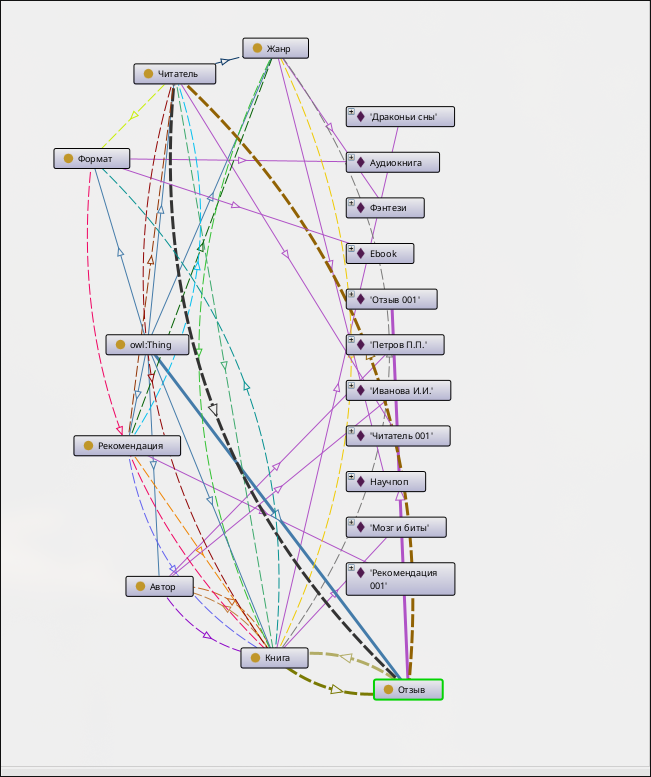 Жанр
Читатель
'Драконьи сны'
Формат
Аудиокнига
Фэнтези
Ebook
'Отзыв 001'
owl:Thing
'Петров П.П.'
'Иванова И.И.'
'Читатель 001'
Рекомендация
Научпоп
'Мозг и биты'
'Рекомендация
001'
Автор
Книга
Отзыв